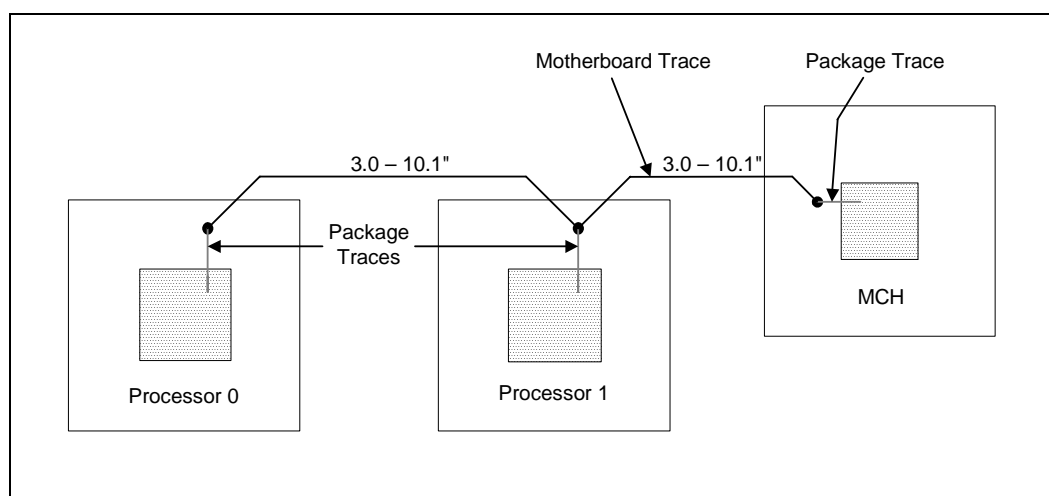 Motherboard Trace
Package Trace
3.0 – 10.1"
3.0 – 10.1"
Package
Traces
MCH
Processor 0
Processor 1